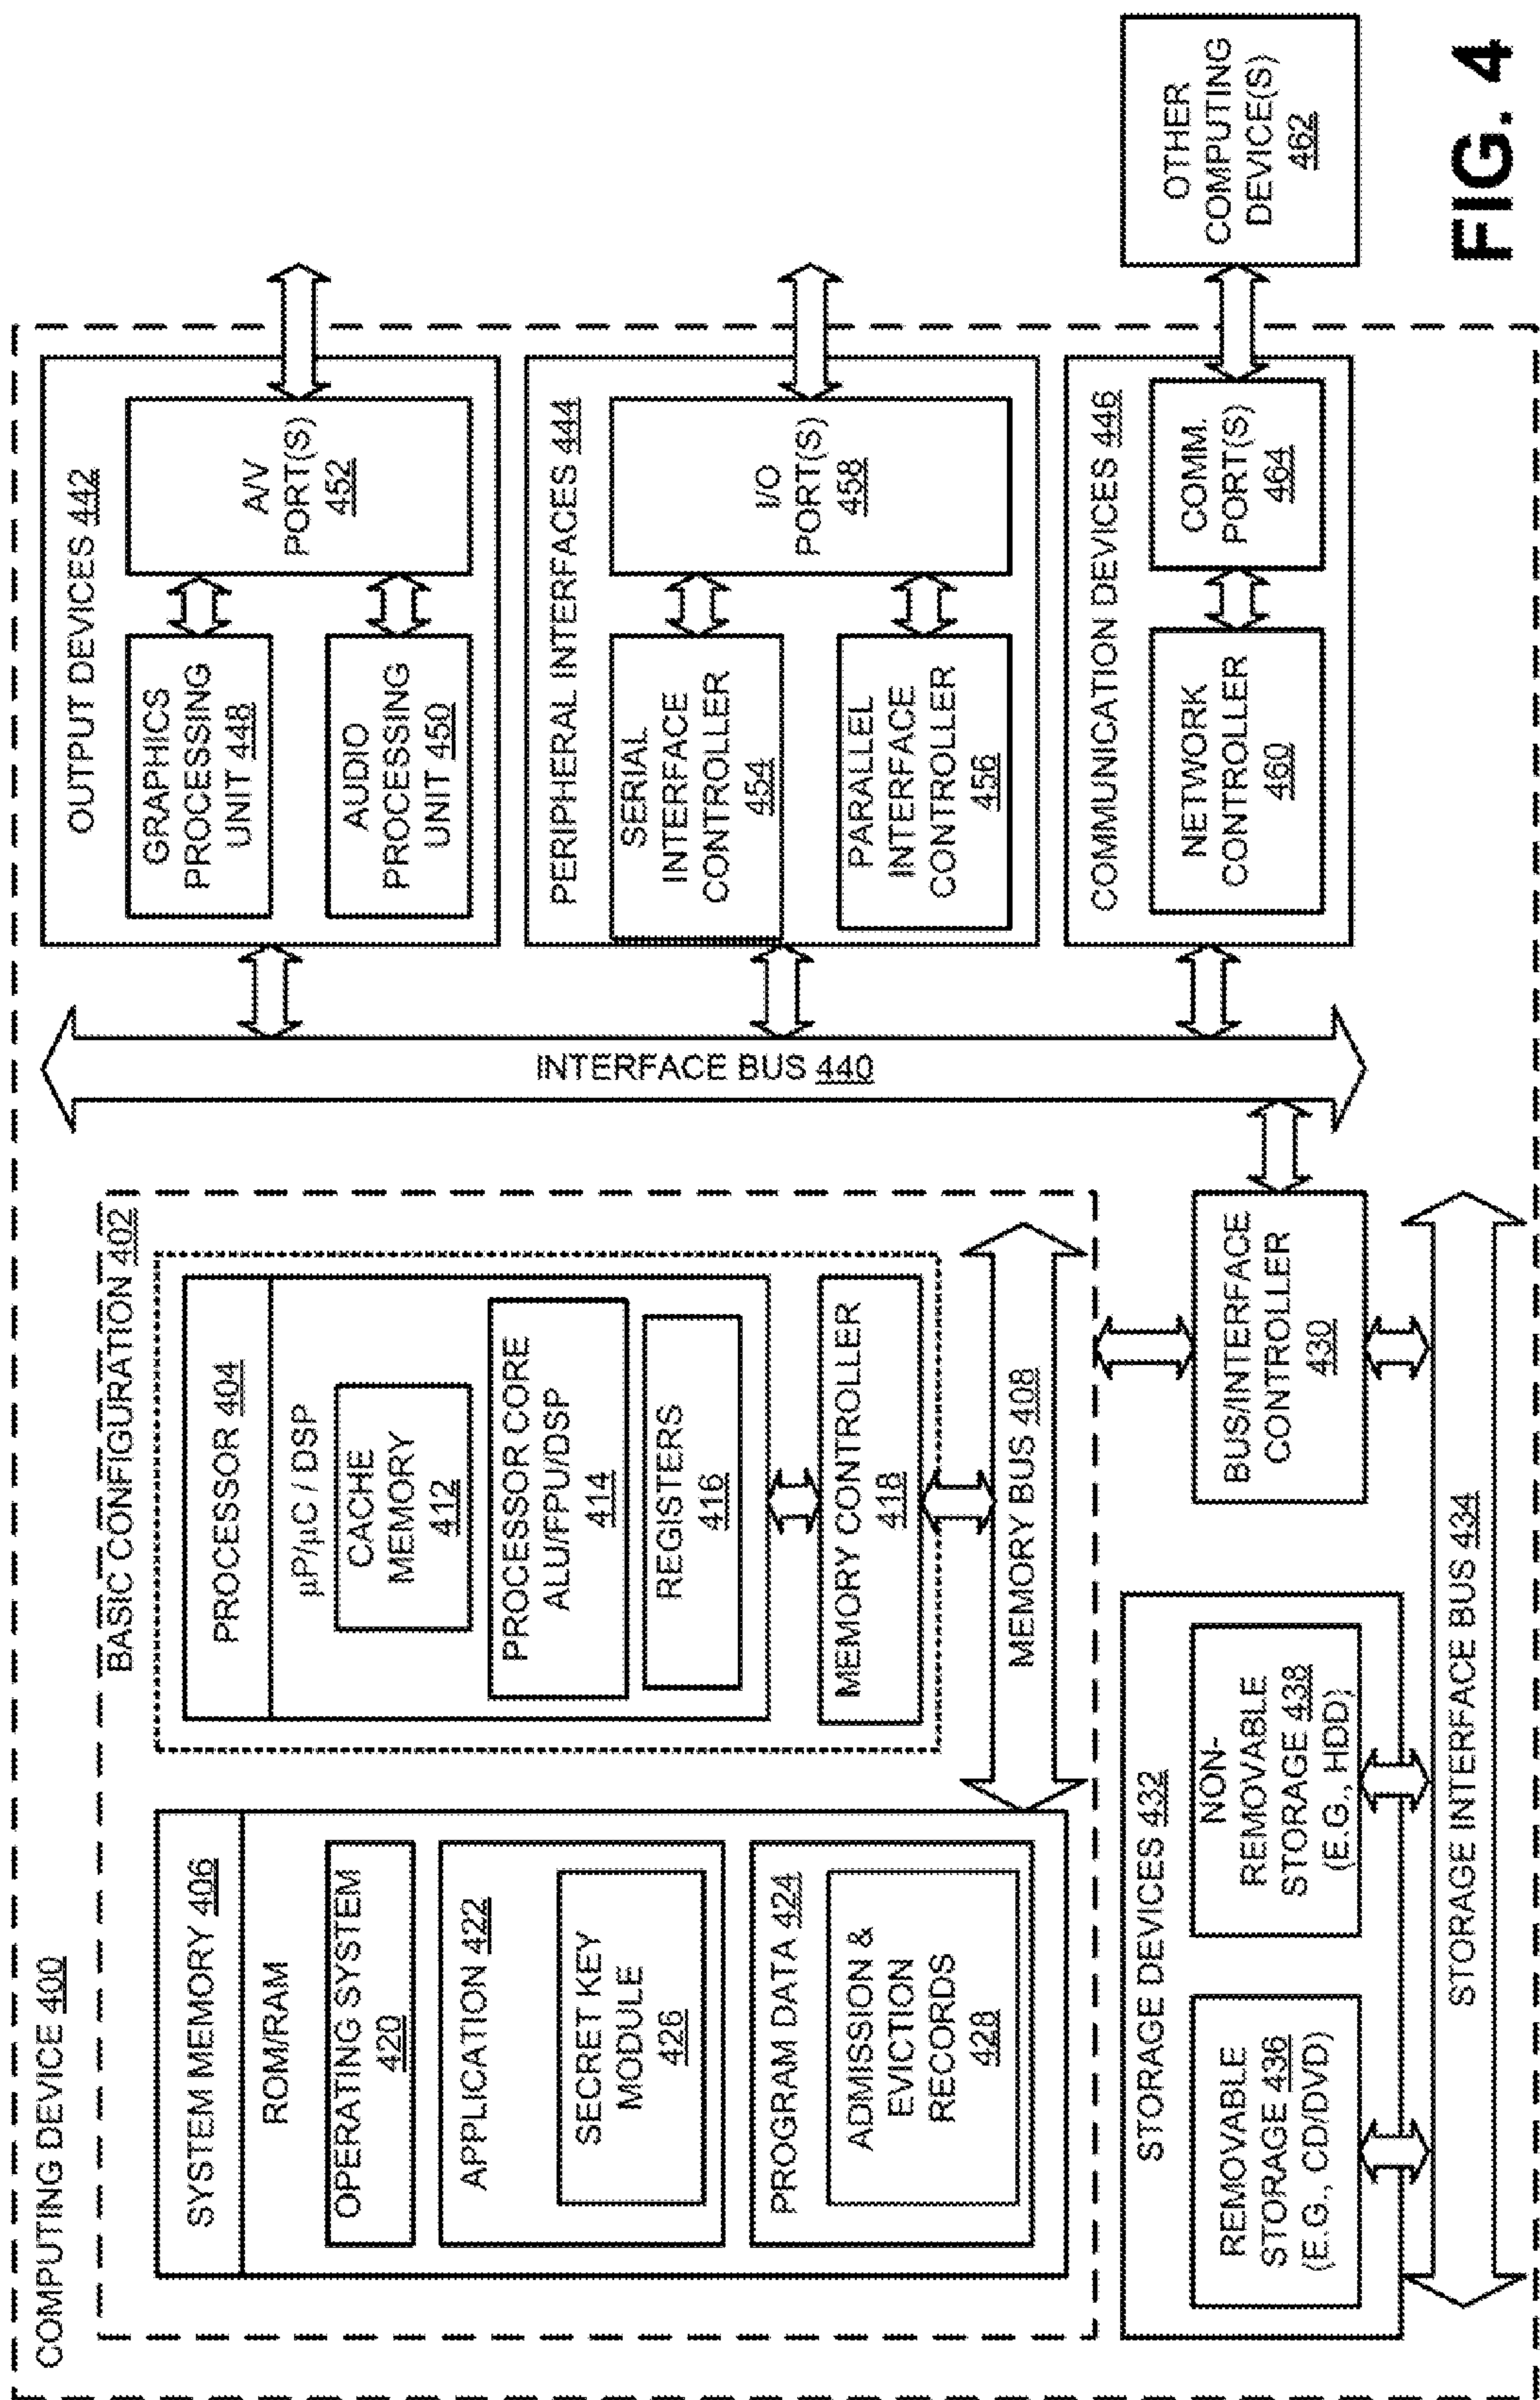 COMPUTING DEVICE 400
BASIC CONFIGURATION 402
SYSTEM MEMORY 406
ROM/RAM
OPERATING SYSTEM
420
APPLICATION 422
SECRET KEY
MODULE
426
PROGRAM DATA 424
ADMISSION &
EVICTION
RECORDS
428
PROCESSOR 404
µP/µC / DSP
CACHE
MEMORY
412
PROCESSOR CORE
ALU/FPU/DSP
414
REGISTERS
416
MEMORY CONTROLLER
418
MEMORY BUS 408
BUS/INTERFACE
CONTROLLER
430
STORAGE DEVICES 432
REMOVABLE
STORAGE 436
(E.G., CD/DVD)
NON-
REMOVABLE
STORAGE 438
(E.G., HDD)
STORAGE INTERFACE BUS 434
INTERFACE BUS 440
OUTPUT DEVICES 442
GRAPHICS
PROCESSING
UNIT 448
AUDIO
PROCESSING
UNIT 450
A/V
PORT(S)
452
PERIPHERAL INTERFACES 444
SERIAL
INTERFACE
CONTROLLER
454
PARALLEL
INTERFACE
CONTROLLER
456
I/O
PORT(S)
458
COMMUNICATION DEVICES 446
NETWORK
CONTROLLER
460
COMM.
PORT(S)
464
OTHER
COMPUTING
DEVICE(S)
462
FIG. 4